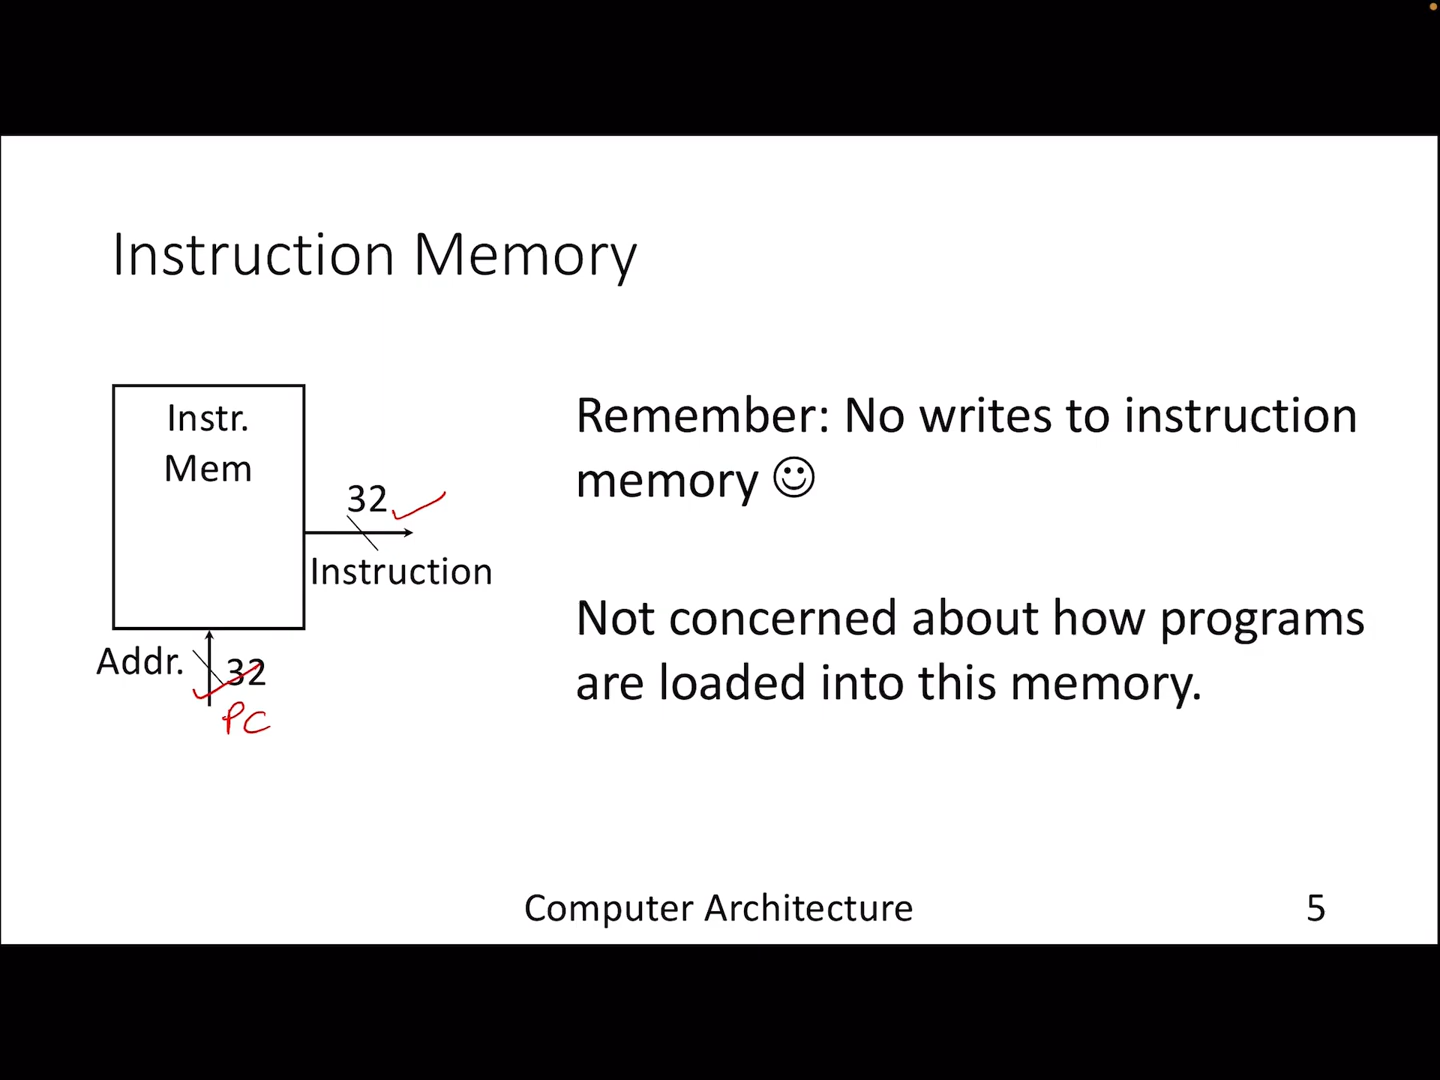 Instruction Memory
Instr.
Mem
32
Instruction
Addr.
32
PC
Remember: No writes to instruction
memory ☺
Not concerned about how programs
are loaded into this memory.
Computer Architecture
5